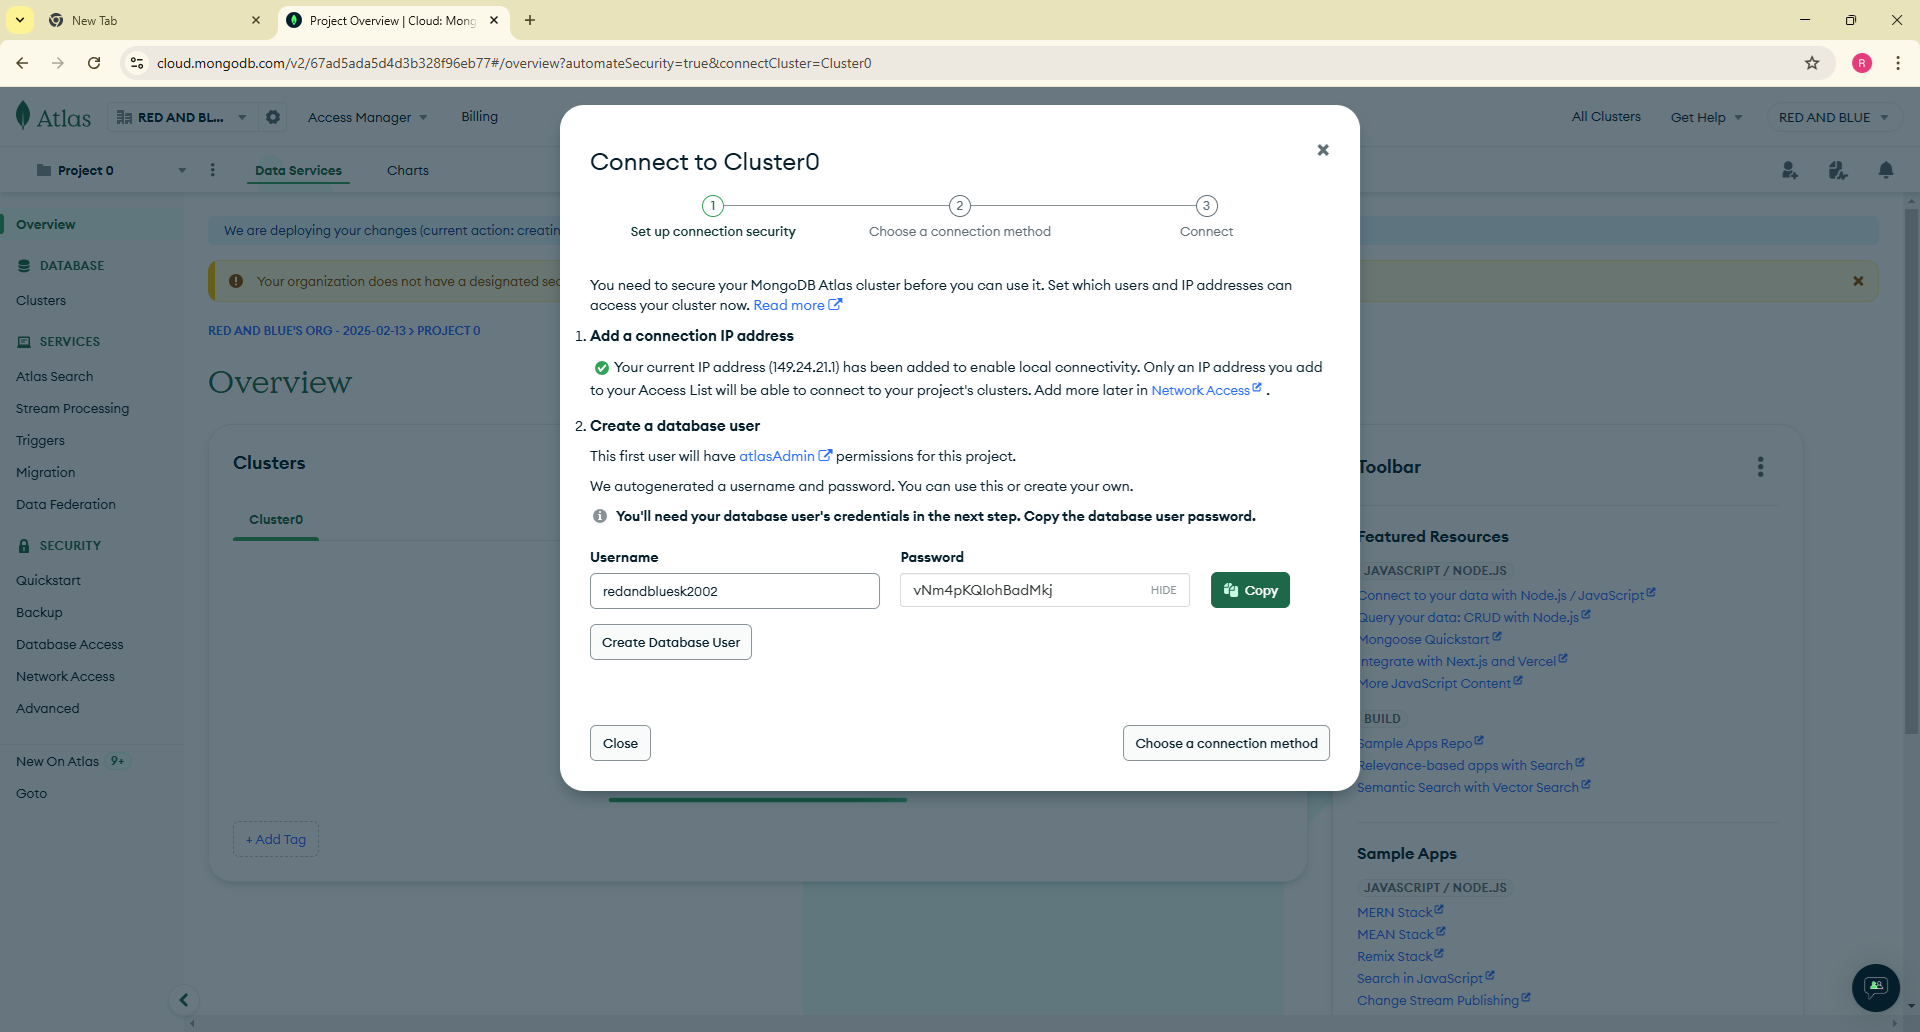 New Tab
Project Overview | Cloud: Mong
cloud.mongodb.com/v2/67ad5ada5d4d3b328f96eb77#/overview?automateSecurity=true&connectCluster=Cluster0
R
Atlas
RED AND BL...
Access Manager
Billing
All Clusters
Get Help
RED AND BLUE
Project 0
Data Services
Charts
Overview
DATABASE
Clusters
SERVICES
Atlas Search
Stream Processing
Triggers
Migration
Data Federation
SECURITY
Quickstart
Backup
Database Access
Network Access
Advanced
New On Atlas 9+
Goto
We are deploying your changes (current action: creatin
Your organization does not have a designated sec
RED AND BLUE'S ORG - 2025-02-13 > PROJECT 0
Overview
Clusters
Cluster0
+ Add Tag
Connect to Cluster0
1
2
3
Set up connection security
Choose a connection method
Connect
You need to secure your MongoDB Atlas cluster before you can use it. Set which users and IP addresses can
access your cluster now. Read more
1. Add a connection IP address
Your current IP address (149.24.21.1) has been added to enable local connectivity. Only an IP address you add
to your Access List will be able to connect to your project's clusters. Add more later in Network Access .
2. Create a database user
This first user will have atlasAdmin permissions for this project.
We autogenerated a username and password. You can use this or create your own.
You'll need your database user's credentials in the next step. Copy the database user password.
Username
Password
redandbluesk2002
vNm4pKQIohBadMkj
HIDE
Copy
Create Database User
Close
Choose a connection method
Toolbar
Featured Resources
JAVASCRIPT / NODE.JS
Connect to your data with Node.js / JavaScript
Query your data: CRUD with Node.js
Mongoose Quickstart
ntegrate with Next.js and Vercel
More JavaScript Content
BUILD
Sample Apps Repo
Relevance-based apps with Search
Semantic Search with Vector Search
Sample Apps
JAVASCRIPT / NODE.JS
MERN Stack
MEAN Stack
Remix Stack
Search in JavaScript
Change Stream Publishing